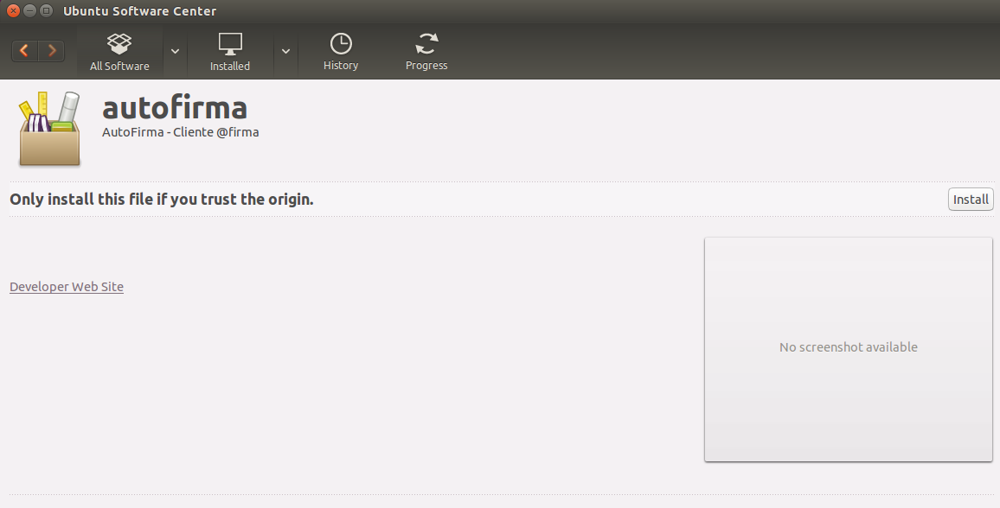 Ubuntu Software Center
All Software
Installed
History
Progress
autofirma
AutoFirma - Cliente @firma
Only install this file if you trust the origin.
Install
Developer Web Site
No screenshot available